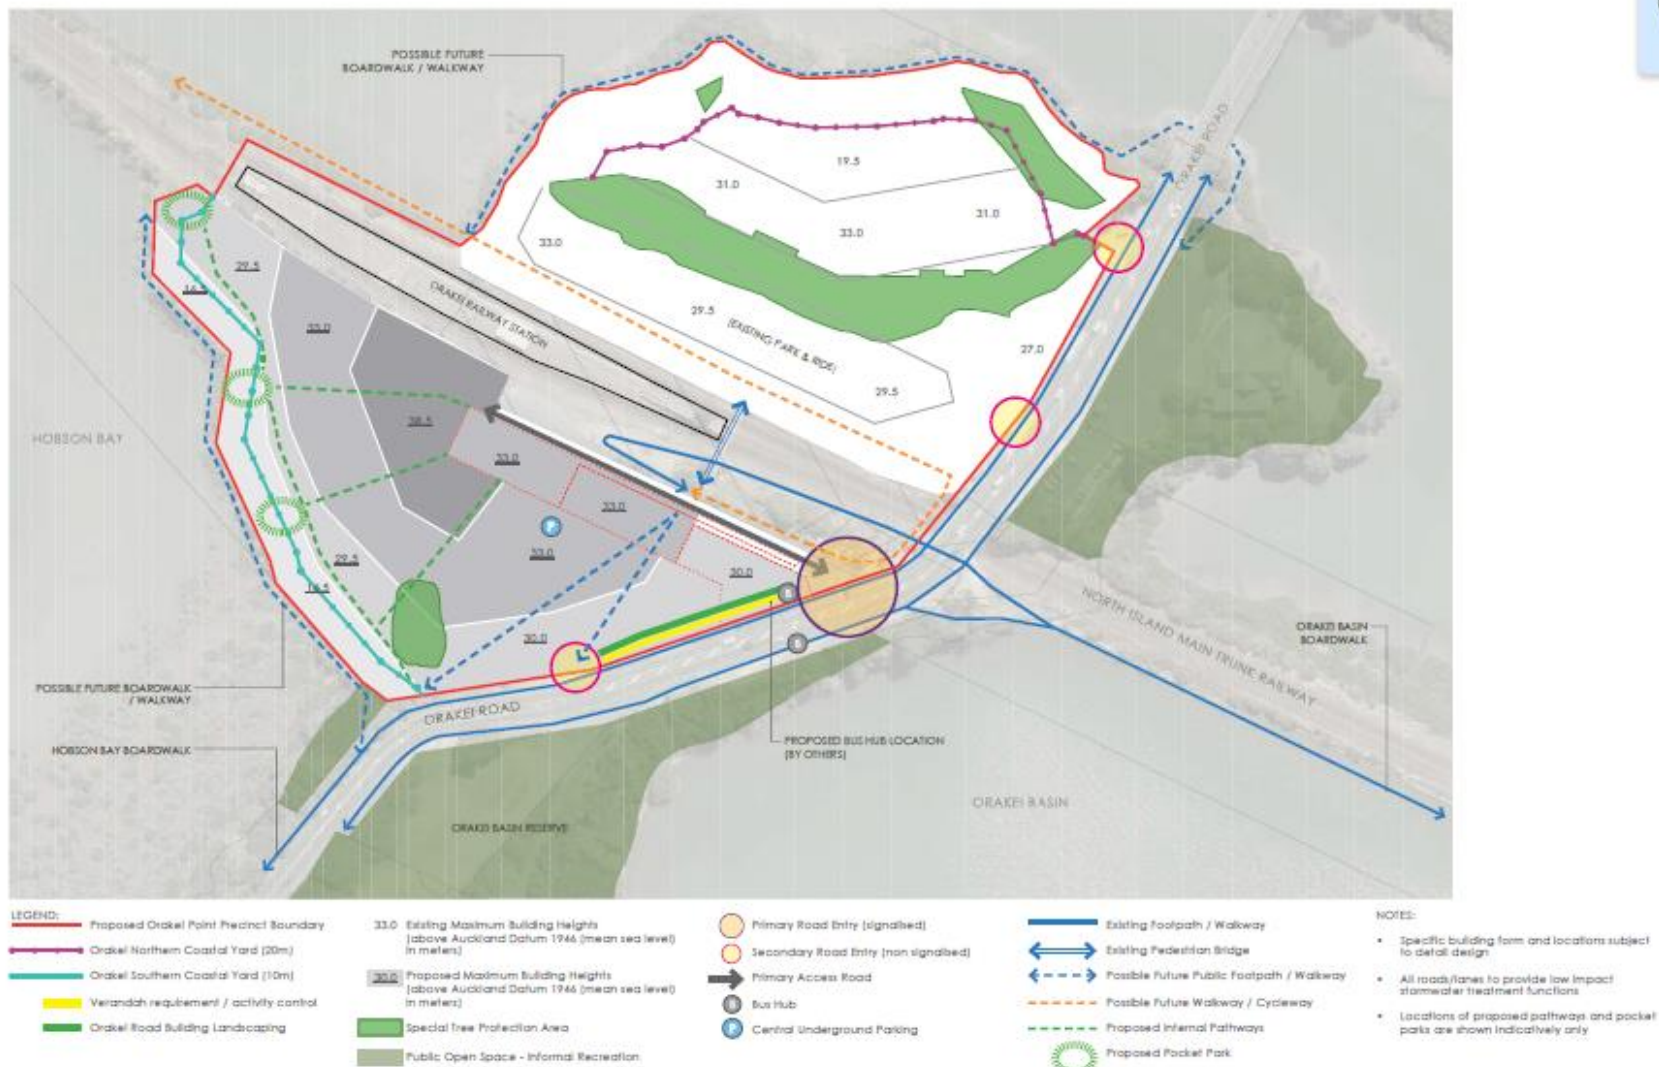 POSSIBLE FUTURE
BOARDWALK / WALKWAY
ORAKEI ROAD
19.5
31.0
31.0
33.0
33.0
29.5
(EXISTING PARK & RIDE)
27.0
29.5
ORAKEI RAILWAY STATION
29.5
16.5
33.0
HOBSON BAY
38.5
33.0
33.0
P
33.0
29.5
16.5
30.0
B
30.0
B
NORTH ISLAND MAIN TRUNK RAILWAY
ORAKEI BASIN
BOARDWALK
POSSIBLE FUTURE BOARDWALK
/ WALKWAY
ORAKEI ROAD
HOBSON BAY BOARDWALK
PROPOSED BUS HUB LOCATION
(BY OTHERS)
ORAKEI BASIN
ORAKEI BASIN RESERVE
LEGEND:
Proposed Orakei Point Precinct Boundary
Orakei Northern Coastal Yard (20m)
Orakei Southern Coastal Yard (10m)
Verandah requirement / activity control
Orakei Road Building Landscaping
33.0 Existing Maximum Building Heights
(above Auckland Datum 1946 (mean sea level)
in meters)
30.0 Proposed Maximum Building Heights
(above Auckland Datum 1946 (mean sea level)
in meters)
Special Tree Protection Area
Public Open Space - Informal Recreation
Primary Road Entry (signalised)
Secondary Road Entry (non signalised)
Primary Access Road
B Bus Hub
P Central Underground Parking
Existing Footpath / Walkway
Existing Pedestrian Bridge
Possible Future Public Footpath / Walkway
Possible Future Walkway / Cycleway
Proposed Internal Pathways
Proposed Pocket Park
NOTES:
• Specific building form and locations subject
to detail design
• All roads/lanes to provide low impact
stormwater treatment functions
• Locations of proposed pathways and pocket
parks are shown indicatively only